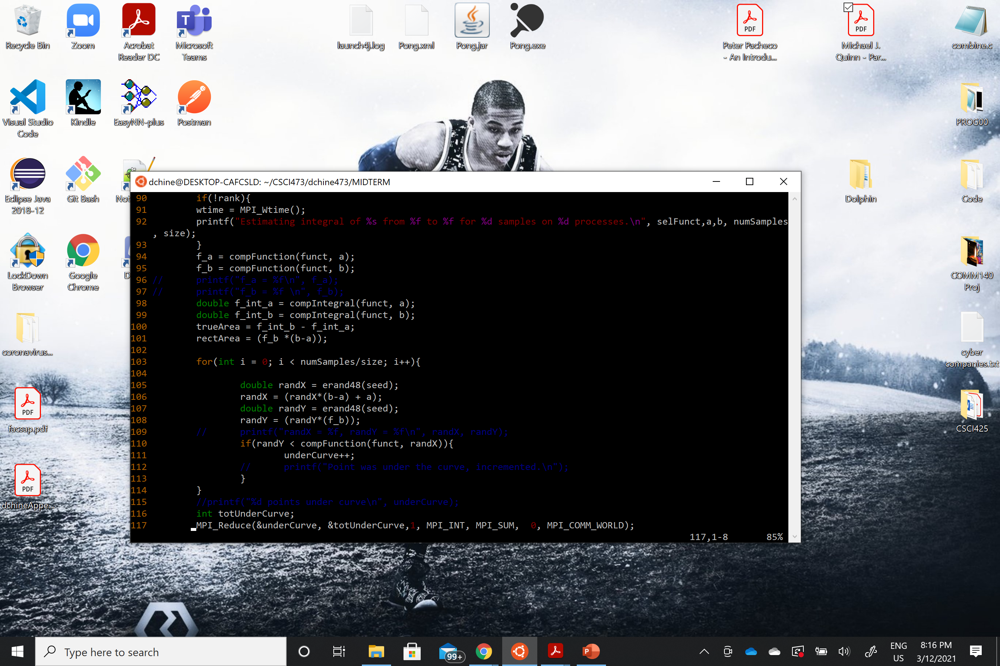 Recycle Bin
Zoom
Acrobat
Reader DC
Microsoft
Teams
launch4j.log
Pong.xml
Pong.jar
Pong.exe
PDF
Peter Pacheco
- An Introdu...
PDF
Michael J.
Quinn - Par...
combine.c
Visual Studio
Code
Kindle
EasyNN-plus
Postman
PROG00
Eclipse Java
2018-12
Git Bash
Not
Dolphin
Code
LockDown
Browser
Google
Chrome
D
COMM140
Proj
coronavirus...
cyber
companies.txt
PDF
facsap.pdf
CSCI425
PDF
dchineAppe...
dchine@DESKTOP-CAFCSLD: ~/CSCI473/dchine473/MIDTERM
90 if(!rank){
91 wtime = MPI_Wtime();
92 printf("Estimating integral of %s from %f to %f for %d samples on %d processes.\n", selFunct,a,b, numSamples
, size);
93 }
94 f_a = compFunction(funct, a);
95 f_b = compFunction(funct, b);
96 // printf("f_a = %f\n", f_a);
97 // printf("f_b = %f \n", f_b);
98 double f_int_a = compIntegral(funct, a);
99 double f_int_b = compIntegral(funct, b);
100 trueArea = f_int_b - f_int_a;
101 rectArea = (f_b *(b-a));
102
103 for(int i = 0; i < numSamples/size; i++){
104
105 double randX = erand48(seed);
106 randX = (randX*(b-a) + a);
107 double randY = erand48(seed);
108 randY = (randY*(f_b));
109 // printf("randX = %f, randY = %f\n", randX, randY);
110 if(randY < compFunction(funct, randX)){
111 underCurve++;
112 // printf("Point was under the curve, incremented.\n");
113 }
114 }
115 //printf("%d points under curve\n", underCurve);
116 int totUnderCurve;
117 MPI_Reduce(&underCurve, &totUnderCurve,1, MPI_INT, MPI_SUM,  0, MPI_COMM_WORLD);
117,1-8 85%
Type here to search
99+
ENG
US
8:16 PM
3/12/2021